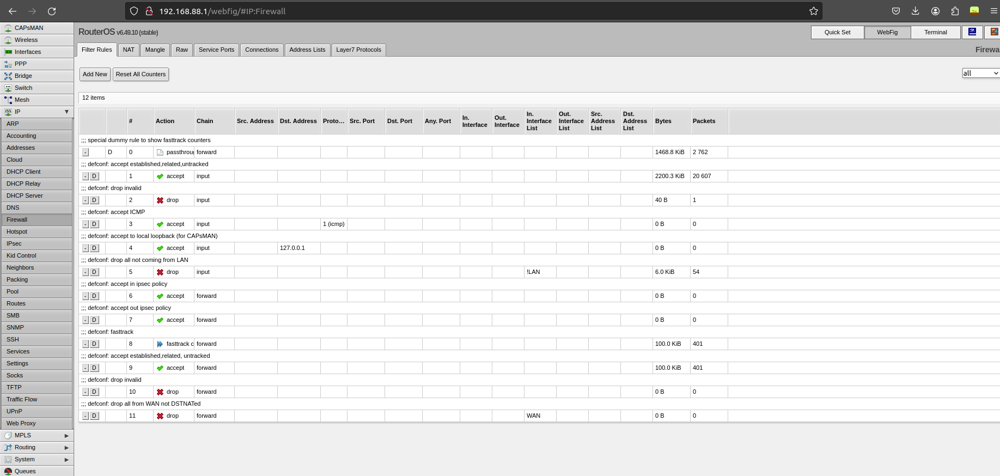 192.168.88.1/webfig/#IP:Firewall
RouterOS v6.49.10 (stable)
Quick Set WebFig Terminal
CAPsMAN
Wireless
Interfaces
PPP
Bridge
Switch
Mesh
IP
ARP
Accounting
Addresses
Cloud
DHCP Client
DHCP Relay
DHCP Server
DNS
Firewall
Hotspot
IPsec
Kid Control
Neighbors
Packing
Pool
Routes
SMB
SNMP
SSH
Services
Settings
Socks
TFTP
Traffic Flow
UPnP
Web Proxy
MPLS
Routing
System
Queues
Filter Rules NAT Mangle Raw Service Ports Connections Address Lists Layer7 Protocols
Firewa
Add New Reset All Counters
all
12 items
# Action Chain Src. Address Dst. Address Proto... Src. Port Dst. Port Any. Port In. Interface Out. Interface In. Interface List Out. Interface List Src. Address List Dst. Address List Bytes Packets
;;; special dummy rule to show fasttrack counters
- D 0 passthrou forward 1468.8 KiB 2 762
;;; defconf: accept established,related,untracked
- D 1 accept input 2200.3 KiB 20 607
;;; defconf: drop invalid
- D 2 drop input 40 B 1
;;; defconf: accept ICMP
- D 3 accept input 1 (icmp) 0 B 0
;;; defconf: accept to local loopback (for CAPsMAN)
- D 4 accept input 127.0.0.1 0 B 0
;;; defconf: drop all not coming from LAN
- D 5 drop input !LAN 6.0 KiB 54
;;; defconf: accept in ipsec policy
- D 6 accept forward 0 B 0
;;; defconf: accept out ipsec policy
- D 7 accept forward 0 B 0
;;; defconf: fasttrack
- D 8 fasttrack c forward 100.0 KiB 401
;;; defconf: accept established,related, untracked
- D 9 accept forward 100.0 KiB 401
;;; defconf: drop invalid
- D 10 drop forward 0 B 0
;;; defconf: drop all from WAN not DSTNATed
- D 11 drop forward WAN 0 B 0